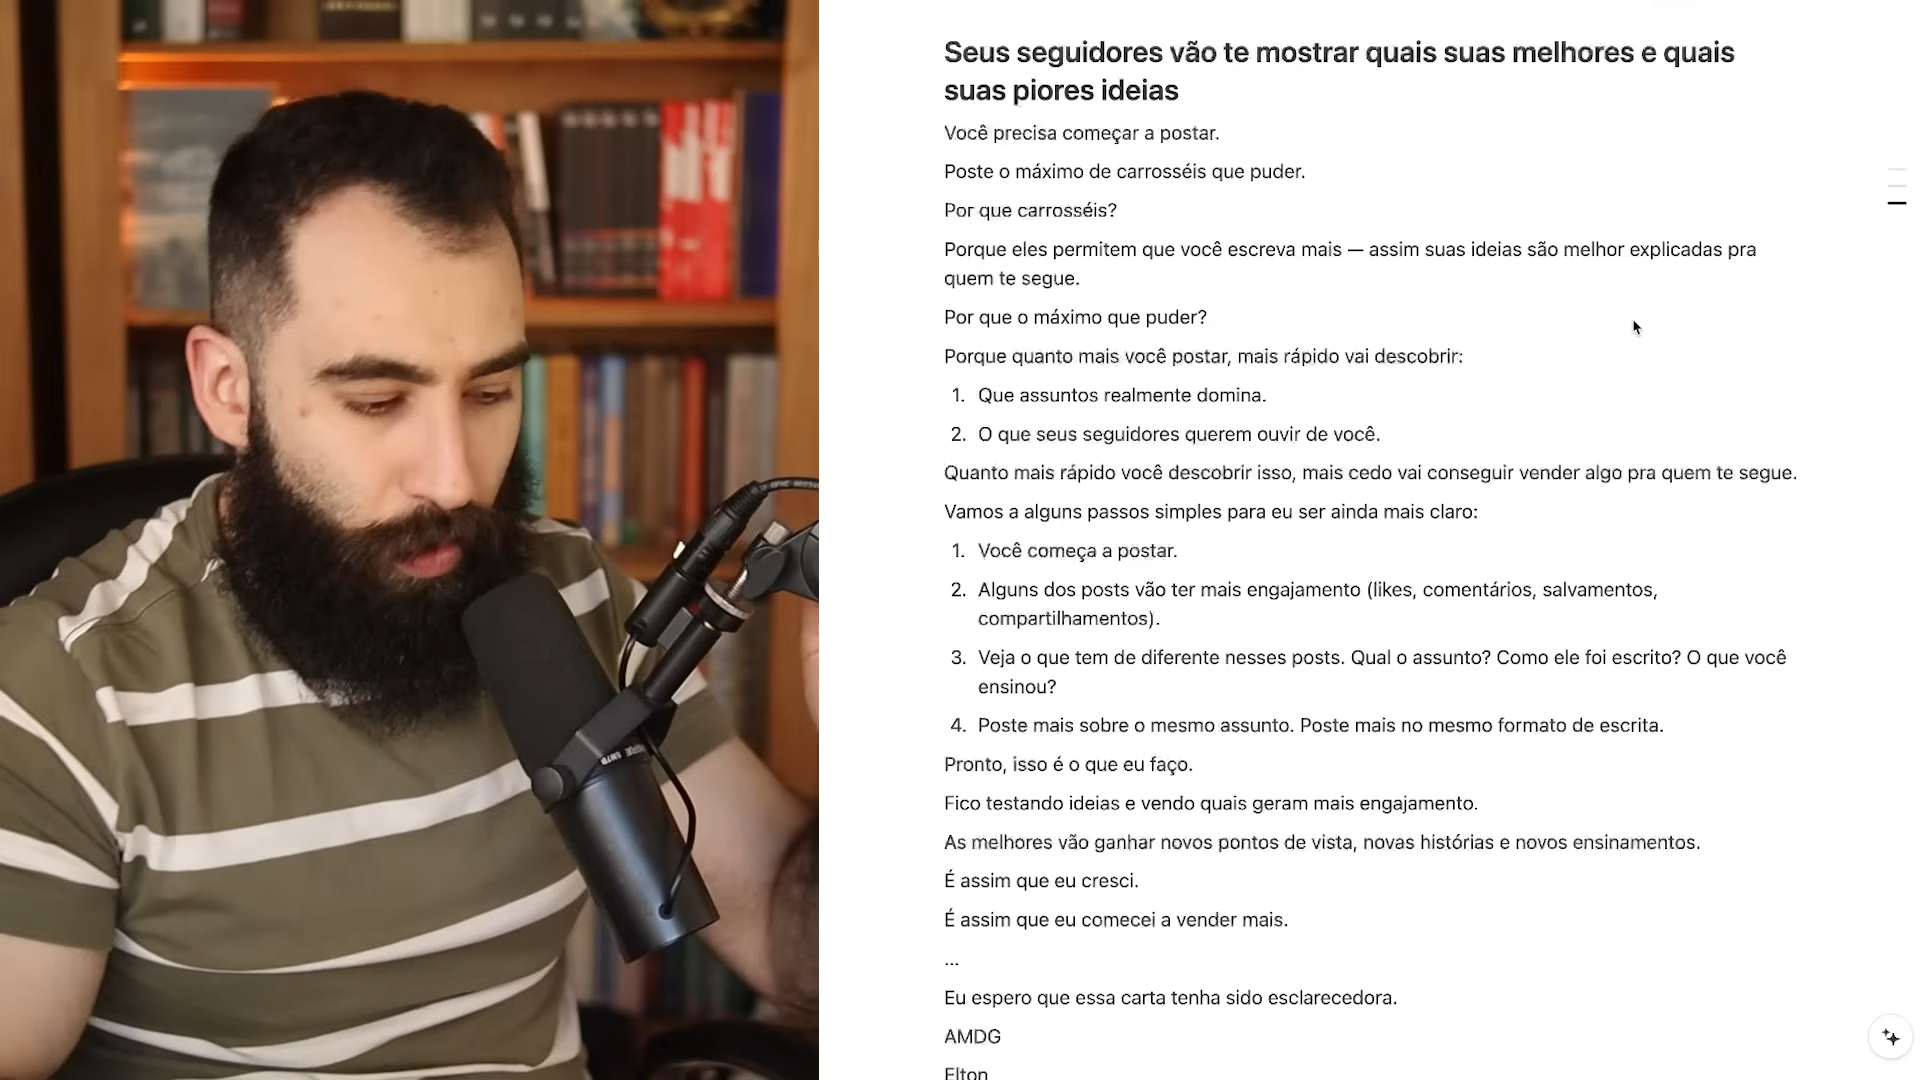 Seus seguidores vão te mostrar quais suas melhores e quais
suas piores ideias
Você precisa começar a postar.
Poste o máximo de carrosséis que puder.
Por que carrosséis?
Porque eles permitem que você escreva mais — assim suas ideias são melhor explicadas pra
quem te segue.
Por que o máximo que puder?
Porque quanto mais você postar, mais rápido vai descobrir:
1. Que assuntos realmente domina.
2. O que seus seguidores querem ouvir de você.
Quanto mais rápido você descobrir isso, mais cedo vai conseguir vender algo pra quem te segue.
Vamos a alguns passos simples para eu ser ainda mais claro:
1. Você começa a postar.
2. Alguns dos posts vão ter mais engajamento (likes, comentários, salvamentos,
compartilhamentos).
3. Veja o que tem de diferente nesses posts. Qual o assunto? Como ele foi escrito? O que você
ensinou?
4. Poste mais sobre o mesmo assunto. Poste mais no mesmo formato de escrita.
Pronto, isso é o que eu faço.
Fico testando ideias e vendo quais geram mais engajamento.
As melhores vão ganhar novos pontos de vista, novas histórias e novos ensinamentos.
É assim que eu cresci.
É assim que eu comecei a vender mais.
...
Eu espero que essa carta tenha sido esclarecedora.
AMDG
Elton